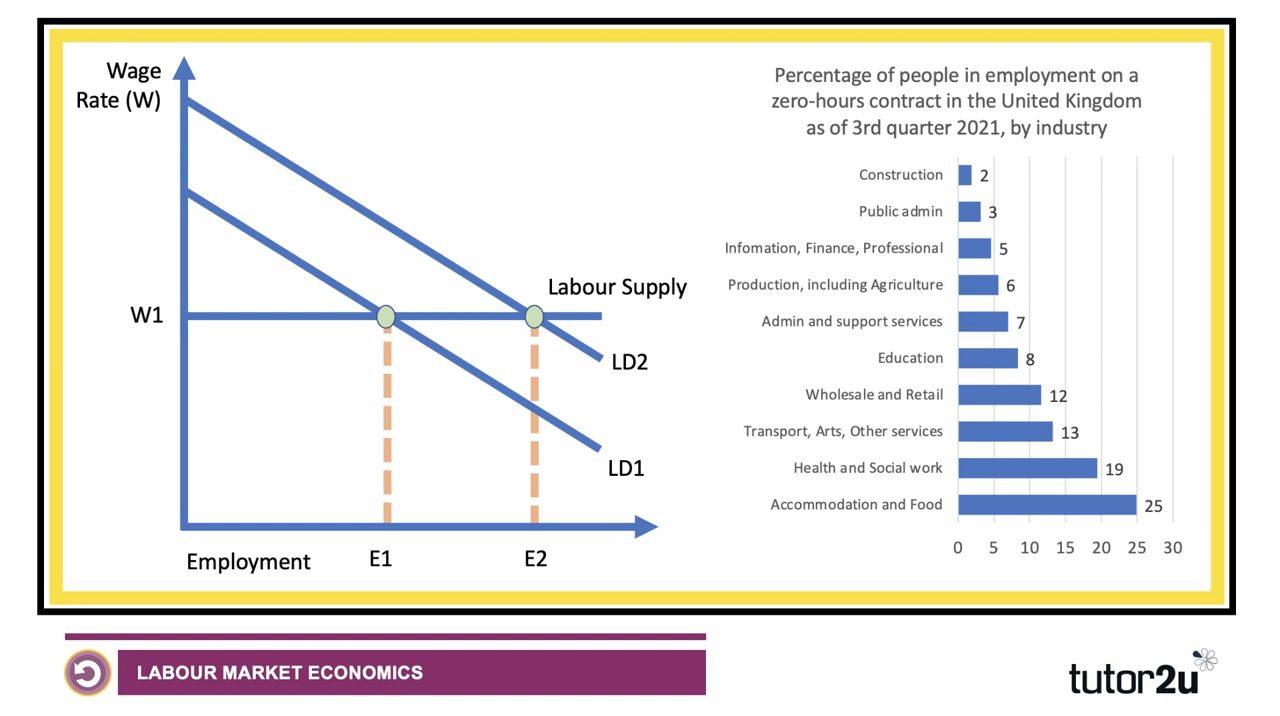 Wage
Rate (W)
W1
Labour Supply
LD2
LD1
Employment
E1
E2
Percentage of people in employment on a
zero-hours contract in the United Kingdom
as of 3rd quarter 2021, by industry
Construction 2
Public admin 3
Infomation, Finance, Professional 5
Production, including Agriculture 6
Admin and support services 7
Education 8
Wholesale and Retail 12
Transport, Arts, Other services 13
Health and Social work 19
Accommodation and Food 25
0 5 10 15 20 25 30
LABOUR MARKET ECONOMICS
tutor2u